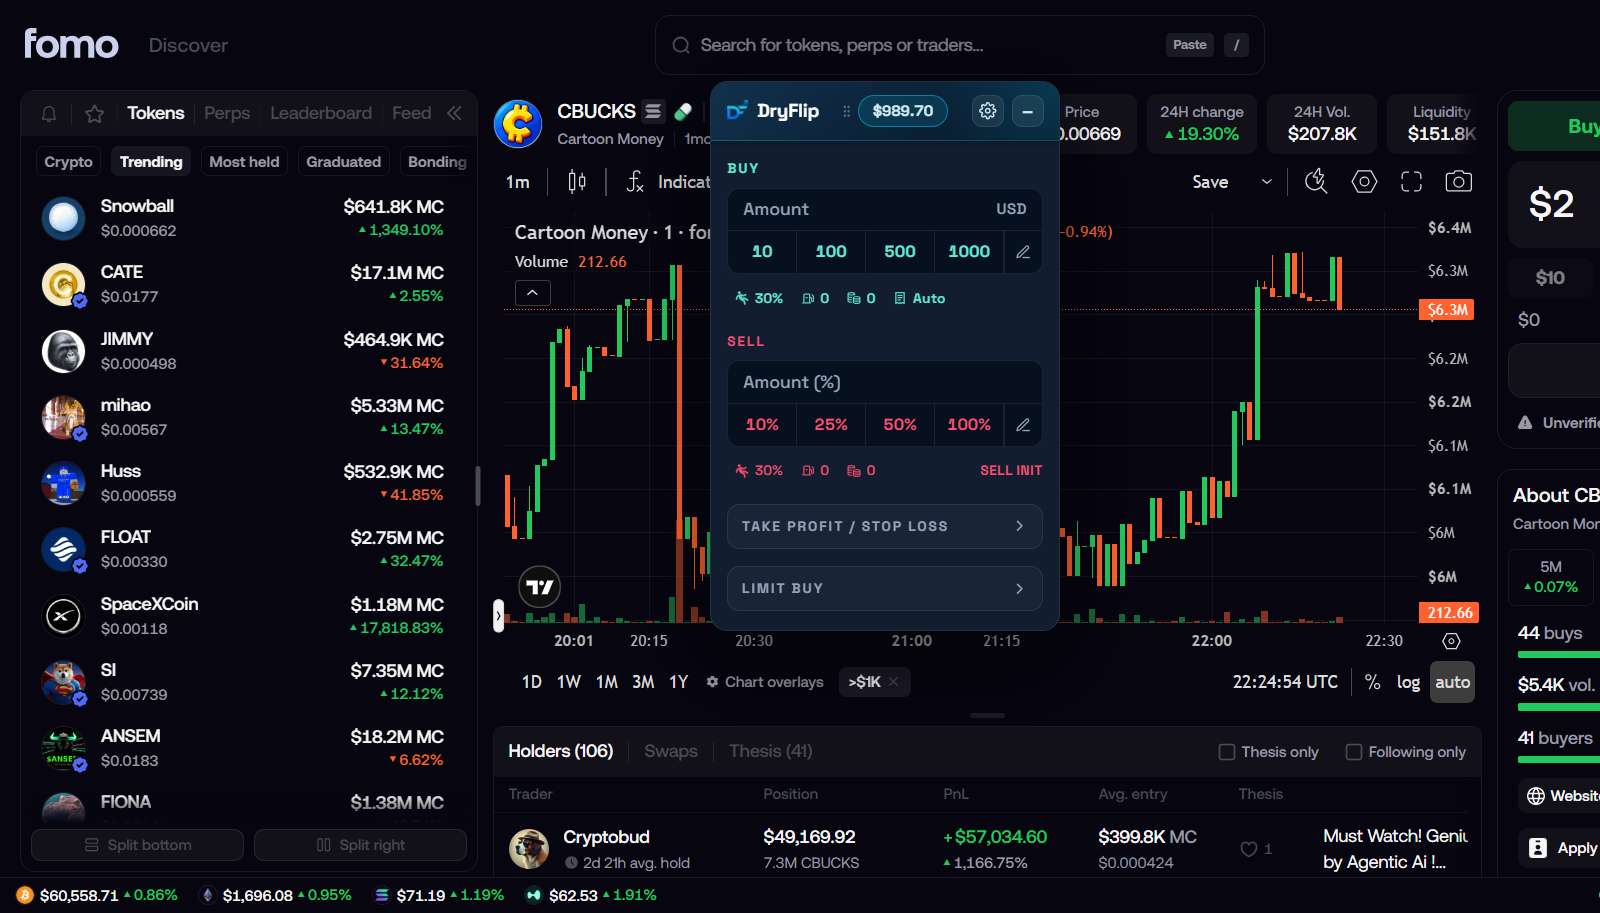 fomo
Discover
Search for tokens, perps or traders...
Paste
/
Tokens
Perps
Leaderboard
Feed
Crypto
Trending
Most held
Graduated
Bonding
Snowball
$641.8K MC
$0.000662
1,349.10%
CATE
$17.1M MC
$0.0177
2.55%
JIMMY
$464.9K MC
$0.000498
31.64%
mihao
$5.33M MC
$0.00567
13.47%
Huss
$532.9K MC
$0.000559
41.85%
FLOAT
$2.75M MC
$0.00330
32.47%
SpaceXCoin
$1.18M MC
$0.00118
17,818.83%
SI
$7.35M MC
$0.00739
12.12%
ANSEM
$18.2M MC
$0.0183
6.62%
FIONA
$1.38M MC
Split bottom
Split right
CBUCKS
Cartoon Money
1mo
Price
0.00669
24H change
19.30%
24H Vol.
$207.8K
Liquidity
$151.8K
1m
Indicat
Save
Cartoon Money · 1 · for
-0.94%)
Volume 212.66
DryFlip
$989.70
BUY
Amount
USD
10
100
500
1000
30%
0
0
Auto
SELL
Amount (%)
10%
25%
50%
100%
30%
0
0
SELL INIT
TAKE PROFIT / STOP LOSS
LIMIT BUY
$6.4M
$6.3M
$6.3M
$6.2M
$6.2M
$6.1M
$6.1M
$6M
$6M
212.66
20:01
20:15
20:30
21:00
21:15
22:00
22:30
1D
1W
1M
3M
1Y
Chart overlays
>$1K
22:24:54 UTC
%
log
auto
Holders (106)
Swaps
Thesis (41)
Thesis only
Following only
Trader
Position
PnL
Avg. entry
Thesis
Cryptobud
$49,169.92
+$57,034.60
$399.8K MC
1
Must Watch! Geniu
2d 21h avg. hold
7.3M CBUCKS
1,166.75%
$0.000424
by Agentic Ai !...
Buy
$2
$10
$0
Unverifie
About CB
Cartoon Mon
5M
0.07%
44 buys
$5.4K vol.
41 buyers
Website
Apply
$60,558.71
0.86%
$1,696.08
0.95%
$71.19
1.19%
$62.53
1.91%